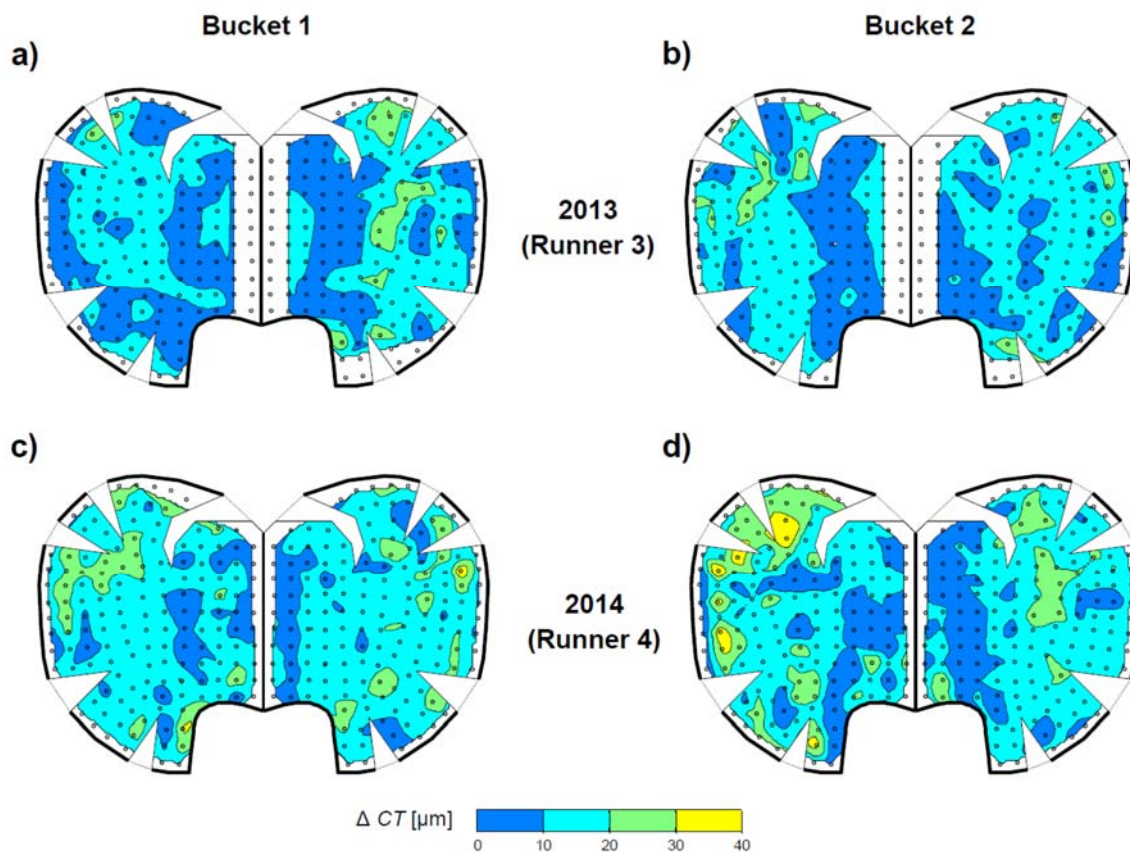 Bucket 1
Bucket 2
a)
b)
2013
(Runner 3)
c)
d)
2014
(Runner 4)
Δ CT [µm]
0 10 20 30 40